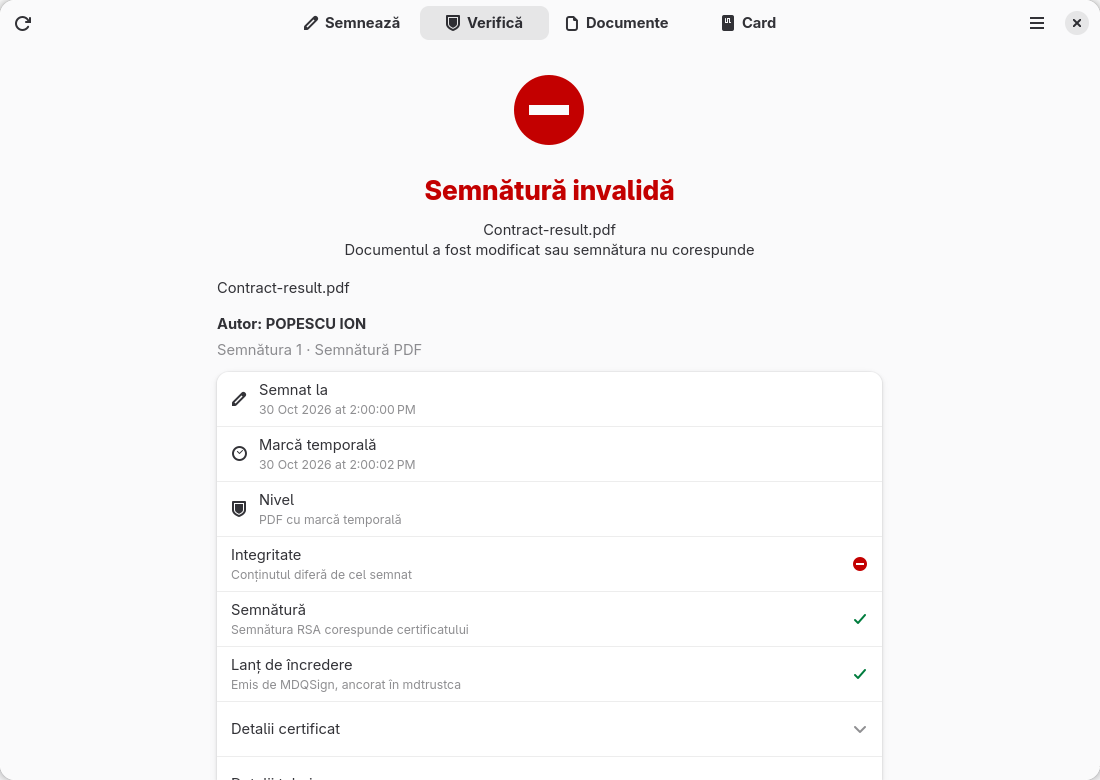 Semnează
Verifică
Documente
Card
Semnătură invalidă
Contract-result.pdf
Documentul a fost modificat sau semnătura nu corespunde
Contract-result.pdf
Autor: POPESCU ION
Semnătura 1 · Semnătură PDF
Semnat la
30 Oct 2026 at 2:00:00 PM
Marcă temporală
30 Oct 2026 at 2:00:02 PM
Nivel
PDF cu marcă temporală
Integritate
Conținutul diferă de cel semnat
Semnătură
Semnătura RSA corespunde certificatului
Lanț de încredere
Emis de MDQSign, ancorat în mdtrustca
Detalii certificat